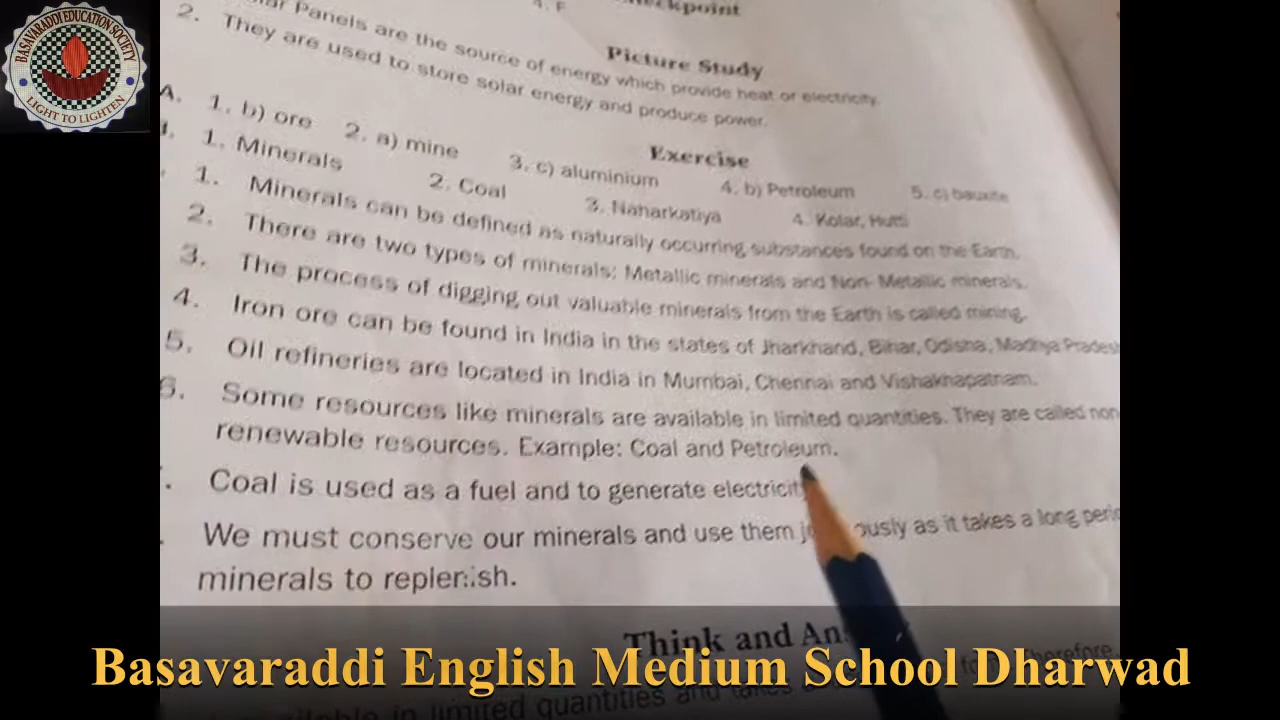 BASAVARADDI EDUCATION SOCIETY
LIGHT TO LIGHTEN
4. F
Picture Study
Panels are the source of energy which provide heat or electricity.
2. They are used to store solar energy and produce power.
Exercise
A. 1. b) ore 2. a) mine 3. c) aluminium 4. b) Petroleum 5. c) bauxite
1. Minerals 2. Coal 3. Naharkatiya 4. Kolar, Hutti
1. Minerals can be defined as naturally occurring substances found on the Earth.
2. There are two types of minerals: Metallic minerals and Non- Metallic minerals.
3. The process of digging out valuable minerals from the Earth is called mining.
4. Iron ore can be found in India in the states of Jharkhand, Bihar, Odisha, Madhya Pradesh
5. Oil refineries are located in India in Mumbai, Chennai and Vishakhapatnam.
6. Some resources like minerals are available in limited quantities. They are called non
renewable resources. Example: Coal and Petroleum.
Coal is used as a fuel and to generate electricity
We must conserve our minerals and use them as it takes a long
minerals to replenish.
Think and
Therefore,
in limited quantities and
Basavaraddi English Medium School Dharwad